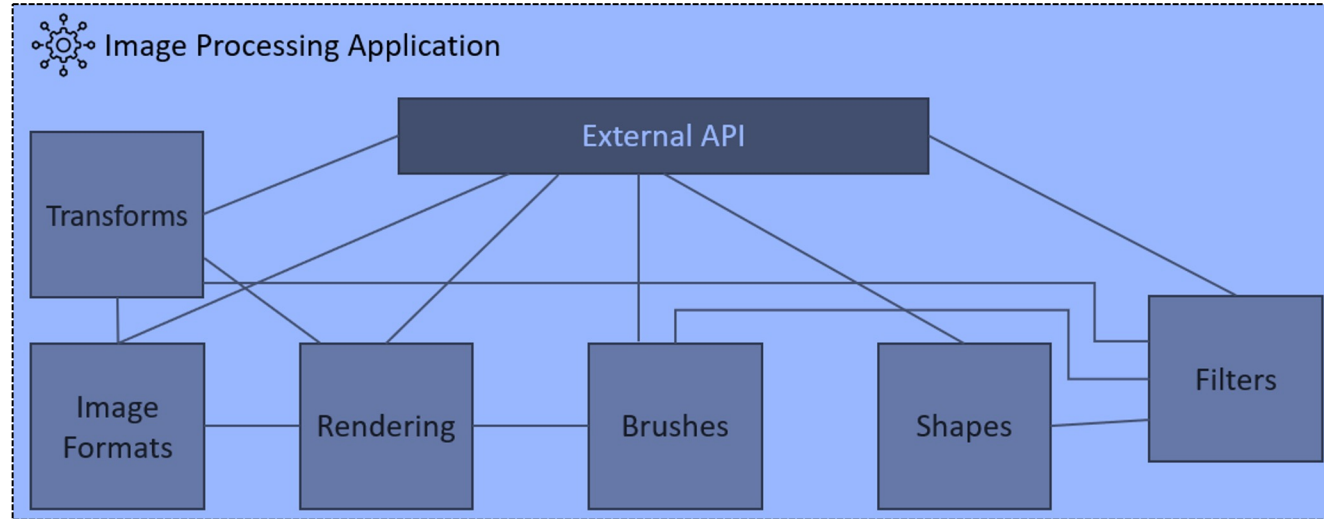 Image Processing Application
External API
Transforms
Image
Formats
Rendering
Brushes
Shapes
Filters